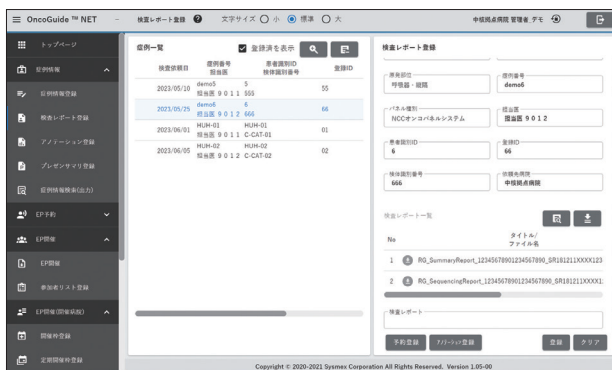 OncoGuide ™ NET
検査レポート登録
文字サイズ 小 標準 大
中核拠点病院 管理者_デモ
トップページ
症例情報
症例情報登録
検査レポート登録
アノテーション登録
プレゼンサマリ登録
症例情報検索(出力)
EP予約
EP開催
EP開催
参加者リスト登録
EP開催(開催病院)
開催枠登録
定期開催枠登録
症例一覧
登録済を表示
検査依頼日 症例番号 担当医 患者識別ID 検体識別番号 登録ID
2023/05/10 demo5 5 55
担当医 9 0 1 1 555
2023/05/25 demo6 6 66
担当医 9 0 1 2 666
2023/06/01 HUH-01 HUH-01 01
担当医 9 0 1 1 C-CAT-01
2023/06/05 HUH-02 HUH-02 02
担当医 9 0 1 2 C-CAT-02
検査レポート登録
原発部位 症例番号
呼吸器・縦隔 demo6
パネル種別 担当医
NCCオンコパネルシステム 担当医 9 0 1 2
患者識別ID 登録ID
6 66
検体識別番号 依頼先病院
666 中核拠点病院
検査レポート一覧
No タイトル/
ファイル名
1 RG_SummaryReport_12345678901234567890_SR181211XXXX123
2 RG_SequencingReport_12345678901234567890_SR181211XXXX1
検査レポート
予約登録 アノテーション登録 登録 クリア
Copyright © 2020-2021 Sysmex Corporation All Rights Reserved. Version 1.05-00